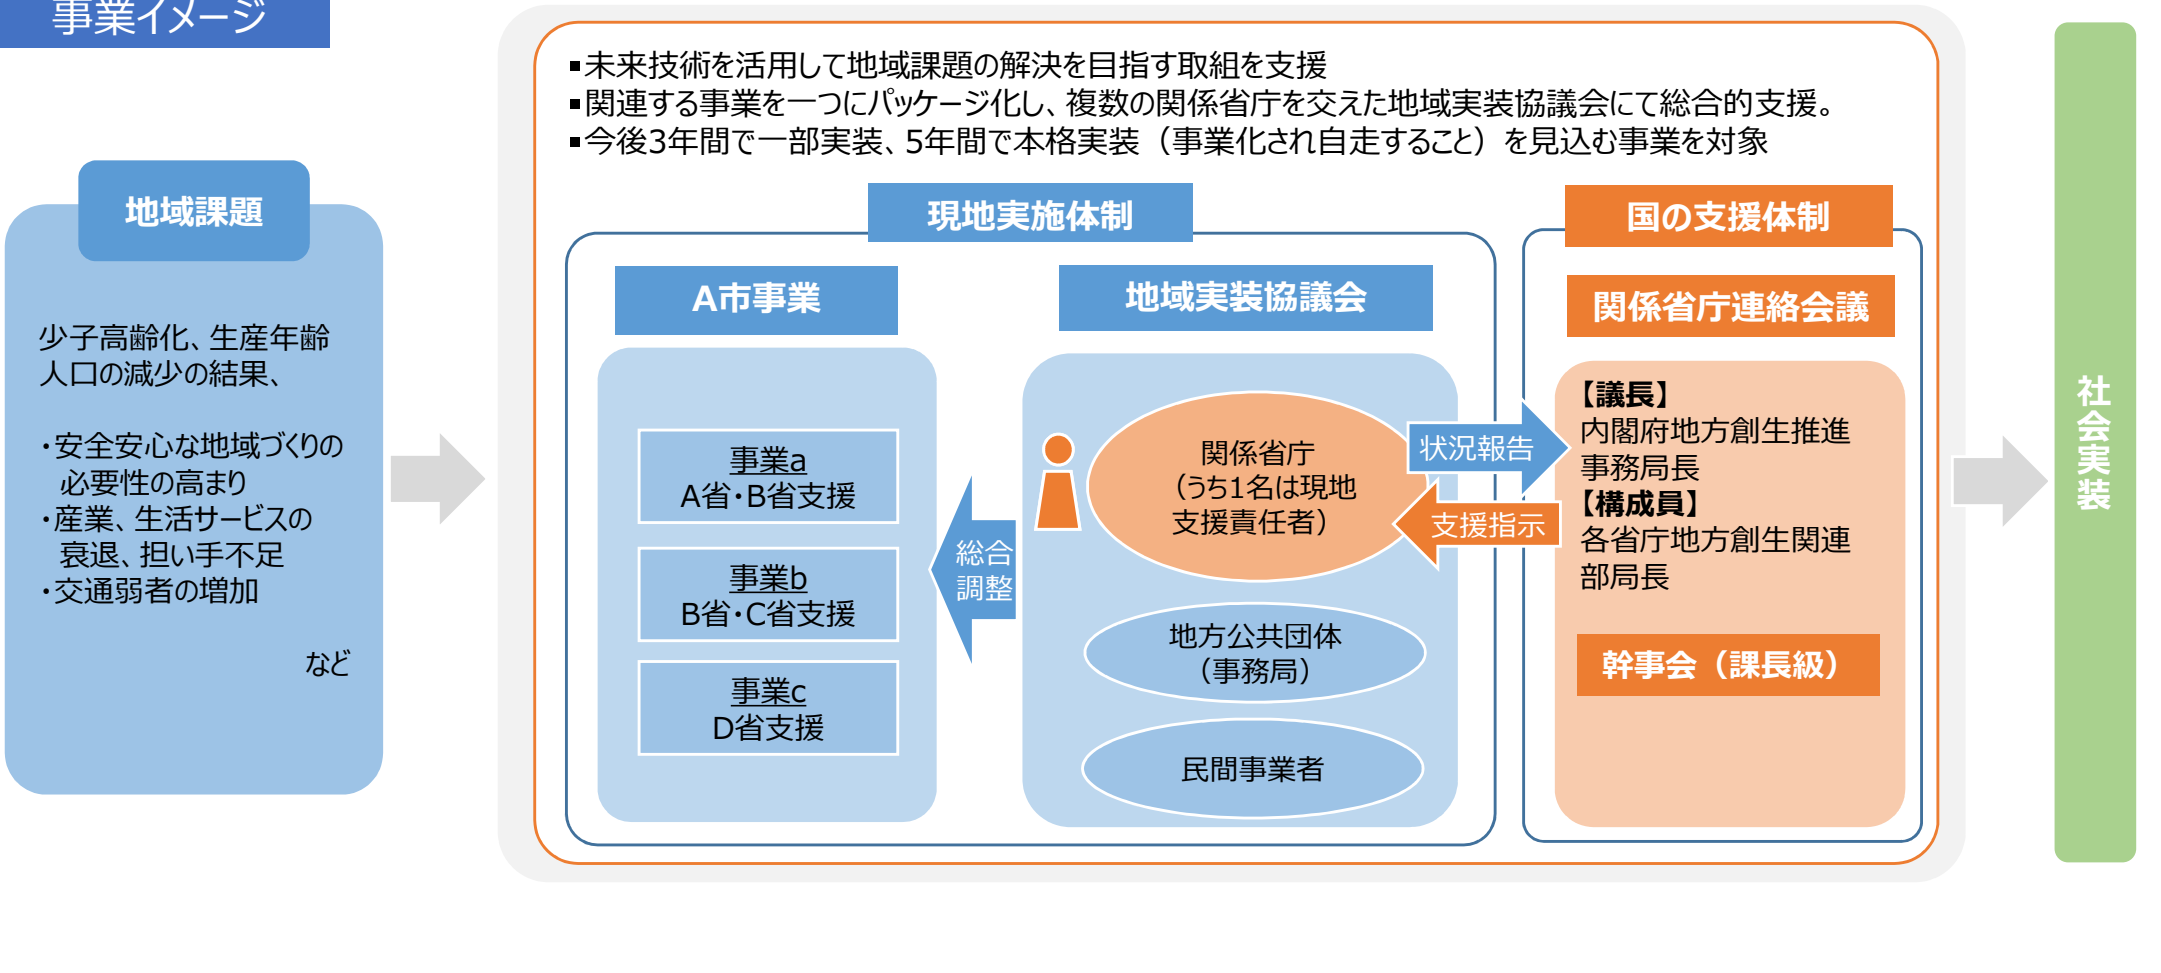 事業イメージ
■未来技術を活用して地域課題の解決を目指す取組を支援
■関連する事業を一つにパッケージ化し、複数の関係省庁を交えた地域実装協議会にて総合的支援。
■今後3年間で一部実装、5年間で本格実装（事業化され自走すること）を見込む事業を対象
地域課題
少子高齢化、生産年齢
人口の減少の結果、
・安全安心な地域づくりの
必要性の高まり
・産業、生活サービスの
衰退、担い手不足
・交通弱者の増加
など
現地実施体制
A市事業
事業a
A省・B省支援
事業b
B省・C省支援
事業c
D省支援
総合
調整
地域実装協議会
関係省庁
（うち1名は現地
支援責任者）
地方公共団体
（事務局）
民間事業者
状況報告
支援指示
国の支援体制
関係省庁連絡会議
【議長】
内閣府地方創生推進
事務局長
【構成員】
各省庁地方創生関連
部局長
幹事会（課長級）
社会実装